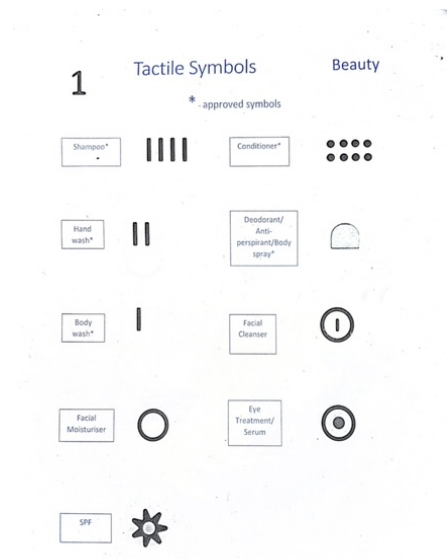 1
Tactile Symbols
Beauty
* - approved symbols
Shampoo*
Conditioner*
Hand
wash*
Deodorant/
Anti-
perspirant/Body
spray*
Body
wash*
Facial
Cleanser
Facial
Moisturiser
Eye
Treatment/
Serum
SPF